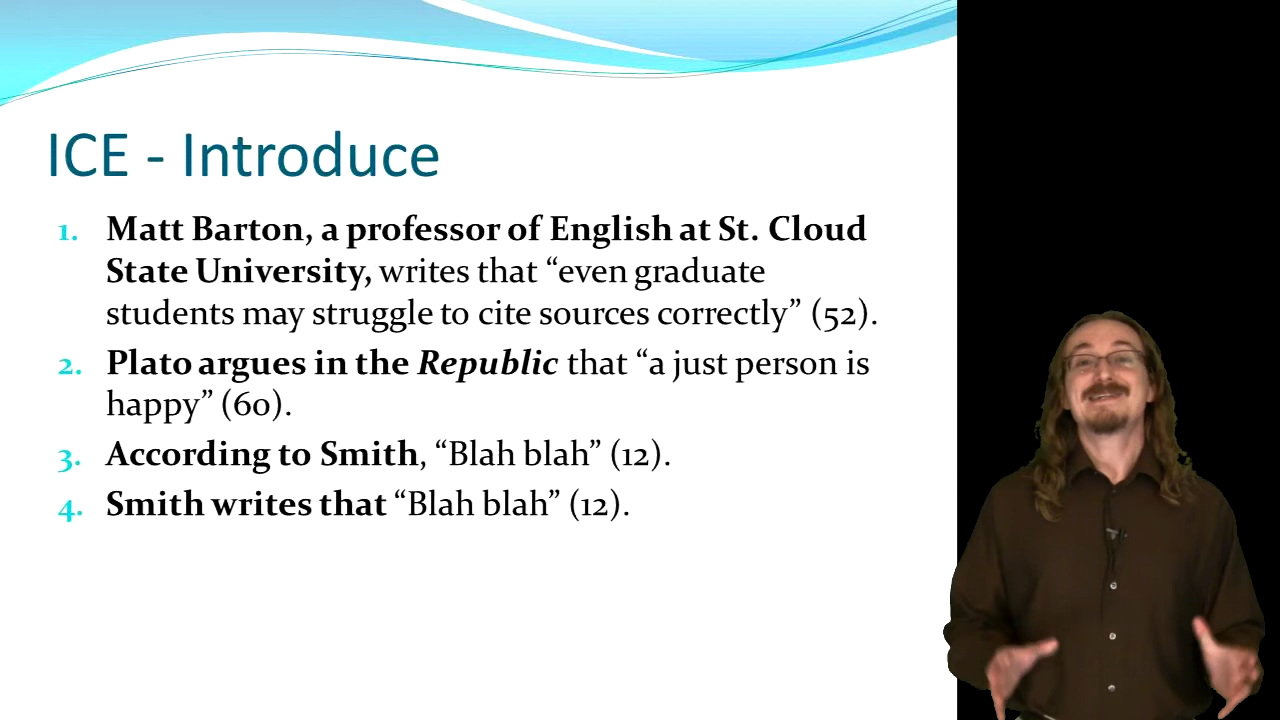 ICE - Introduce
1. Matt Barton, a professor of English at St. Cloud
State University, writes that “even graduate
students may struggle to cite sources correctly” (52).
2. Plato argues in the Republic that “a just person is
happy” (60).
3. According to Smith, “Blah blah” (12).
4. Smith writes that “Blah blah” (12).